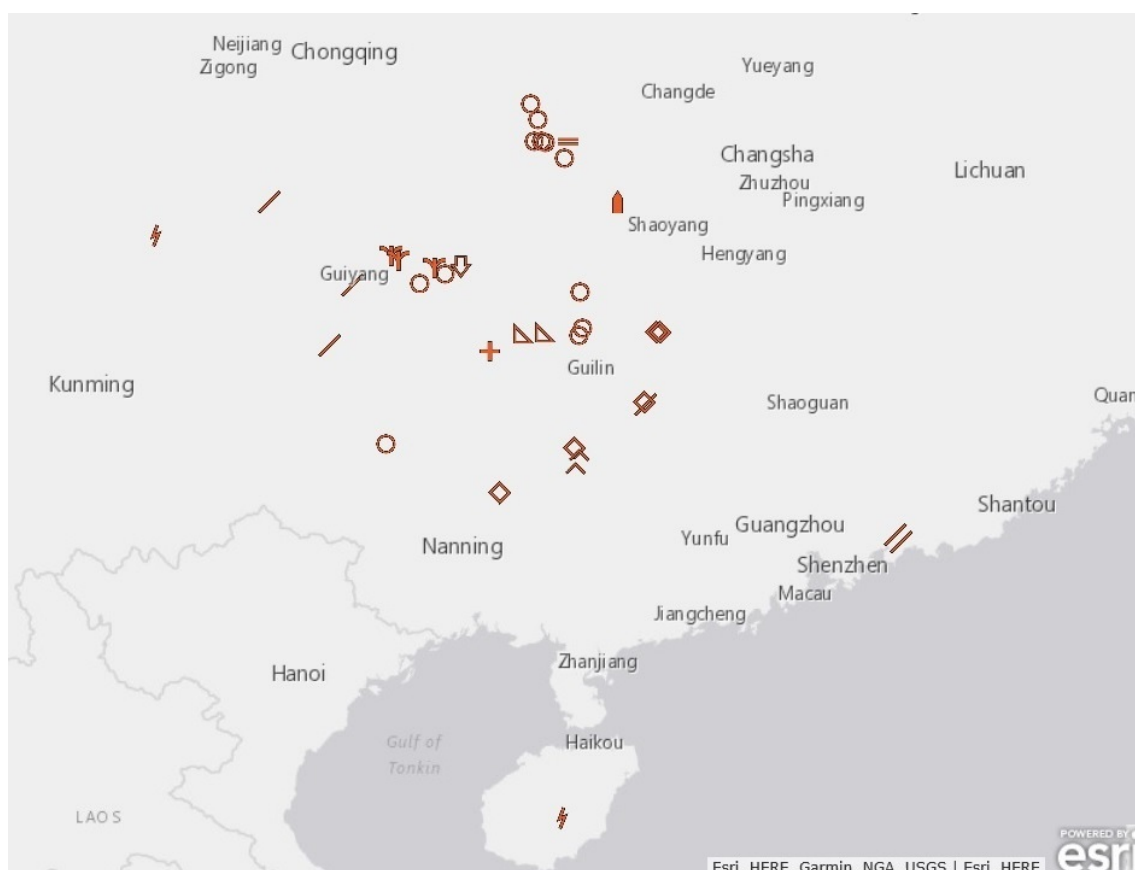 Neijiang
Chongqing
Zigong
Yueyang
Changde
Changsha
Lichuan
Zhuzhou
Pingxiang
Shaoyang
Hengyang
Guiyang
Guilin
Kunming
Quan
Shaoguan
Shantou
Guangzhou
Yunfu
Nanning
Shenzhen
Macau
Jiangcheng
Zhanjiang
Hanoi
Haikou
Gulf of
Tonkin
LAOS
POWERED BY
esri
Esri, HERE, Garmin, NGA, USGS | Esri, HERE